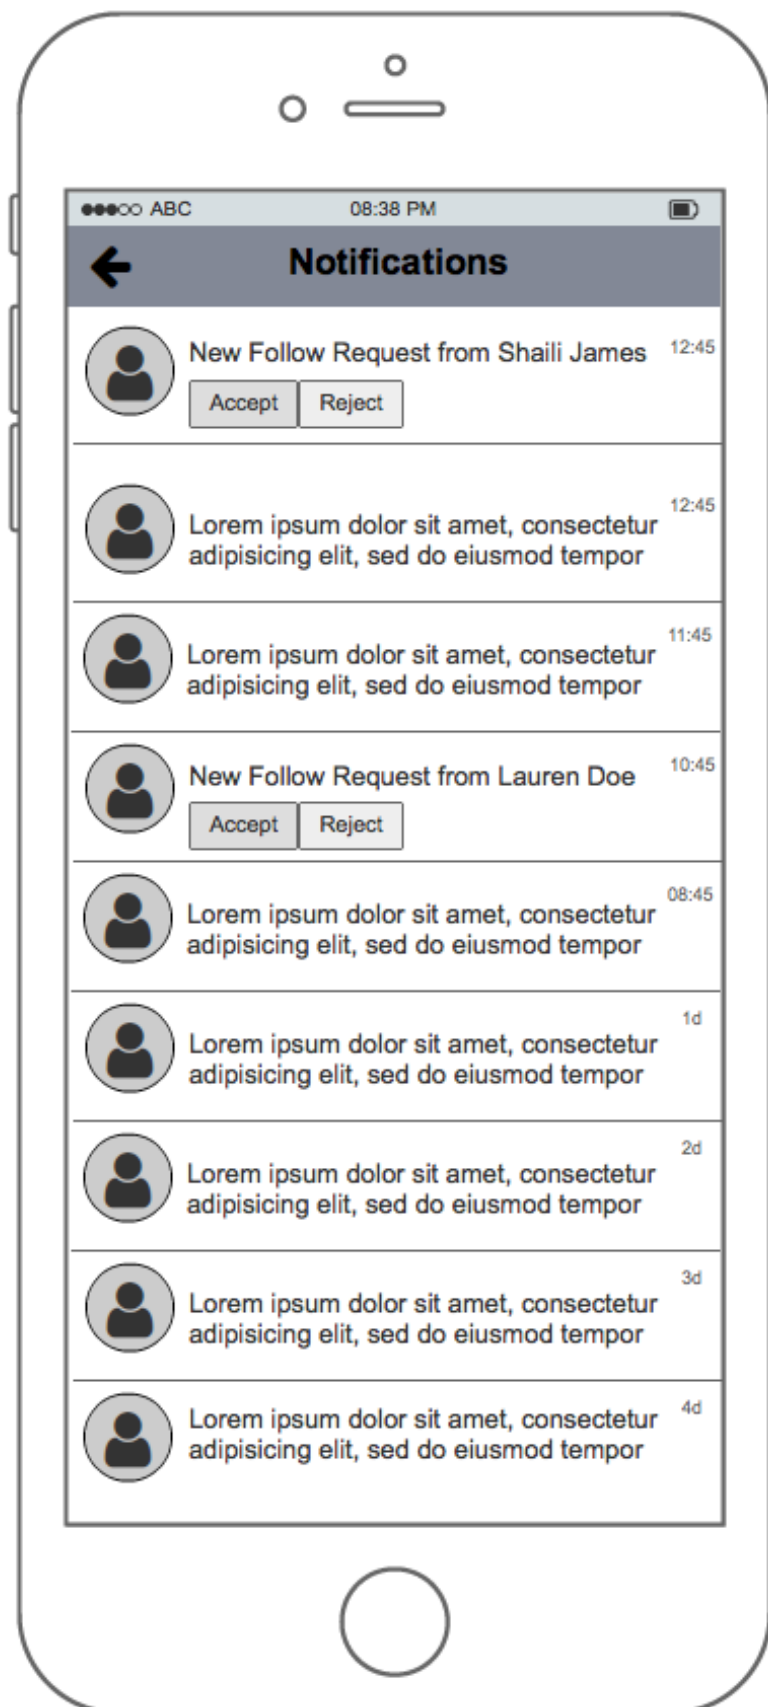 ABC 08:38 PM
Notifications
New Follow Request from Shaili James 12:45
Accept Reject
12:45
Lorem ipsum dolor sit amet, consectetur
adipisicing elit, sed do eiusmod tempor
11:45
Lorem ipsum dolor sit amet, consectetur
adipisicing elit, sed do eiusmod tempor
New Follow Request from Lauren Doe 10:45
Accept Reject
08:45
Lorem ipsum dolor sit amet, consectetur
adipisicing elit, sed do eiusmod tempor
1d
Lorem ipsum dolor sit amet, consectetur
adipisicing elit, sed do eiusmod tempor
2d
Lorem ipsum dolor sit amet, consectetur
adipisicing elit, sed do eiusmod tempor
3d
Lorem ipsum dolor sit amet, consectetur
adipisicing elit, sed do eiusmod tempor
4d
Lorem ipsum dolor sit amet, consectetur
adipisicing elit, sed do eiusmod tempor